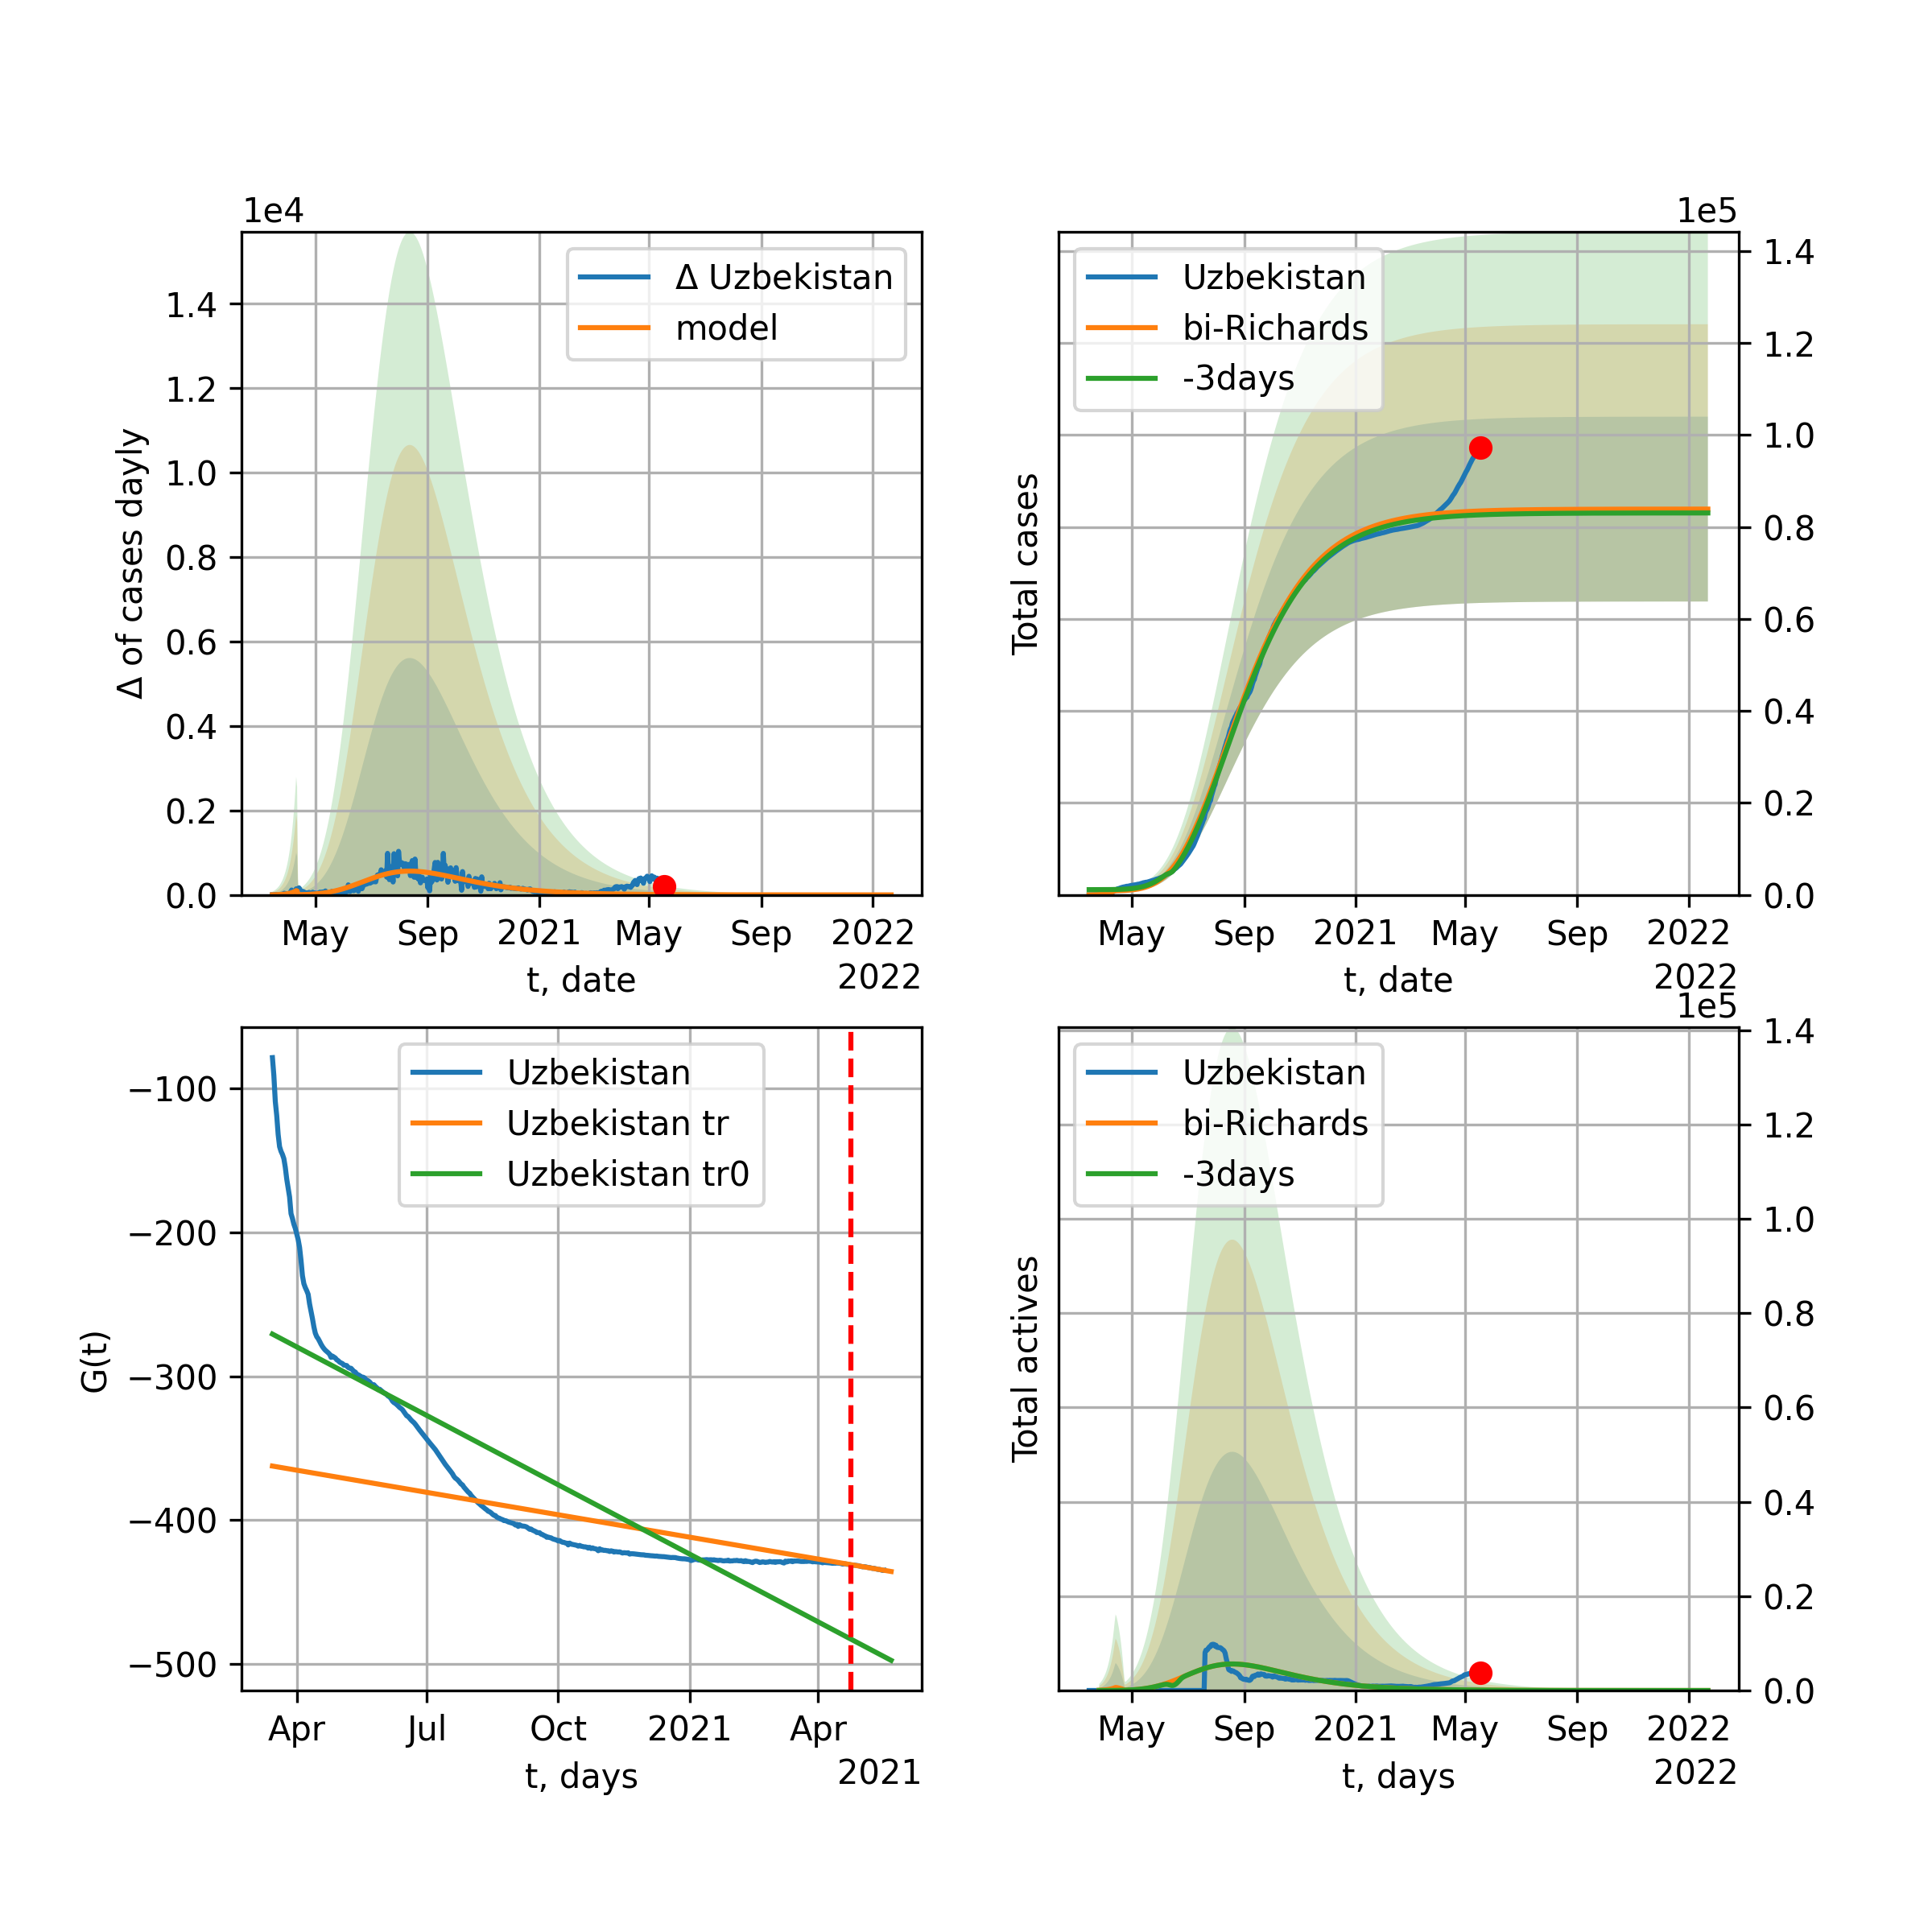 1e4
Δ of cases dayly
1.4
1.2
1.0
0.8
0.6
0.4
0.2
0.0
Δ Uzbekistan
model
May Sep 2021 May Sep 2022
t, date
2022
1e5
Total cases
Uzbekistan
bi-Richards
-3days
1.4
1.2
1.0
0.8
0.6
0.4
0.2
0.0
May Sep 2021 May Sep 2022
t, date
2022
G(t)
−100
−200
−300
−400
−500
Uzbekistan
Uzbekistan tr
Uzbekistan tr0
Apr Jul Oct 2021 Apr
t, days
2021
1e5
Total actives
Uzbekistan
bi-Richards
-3days
1.4
1.2
1.0
0.8
0.6
0.4
0.2
0.0
May Sep 2021 May Sep 2022
t, days
2022